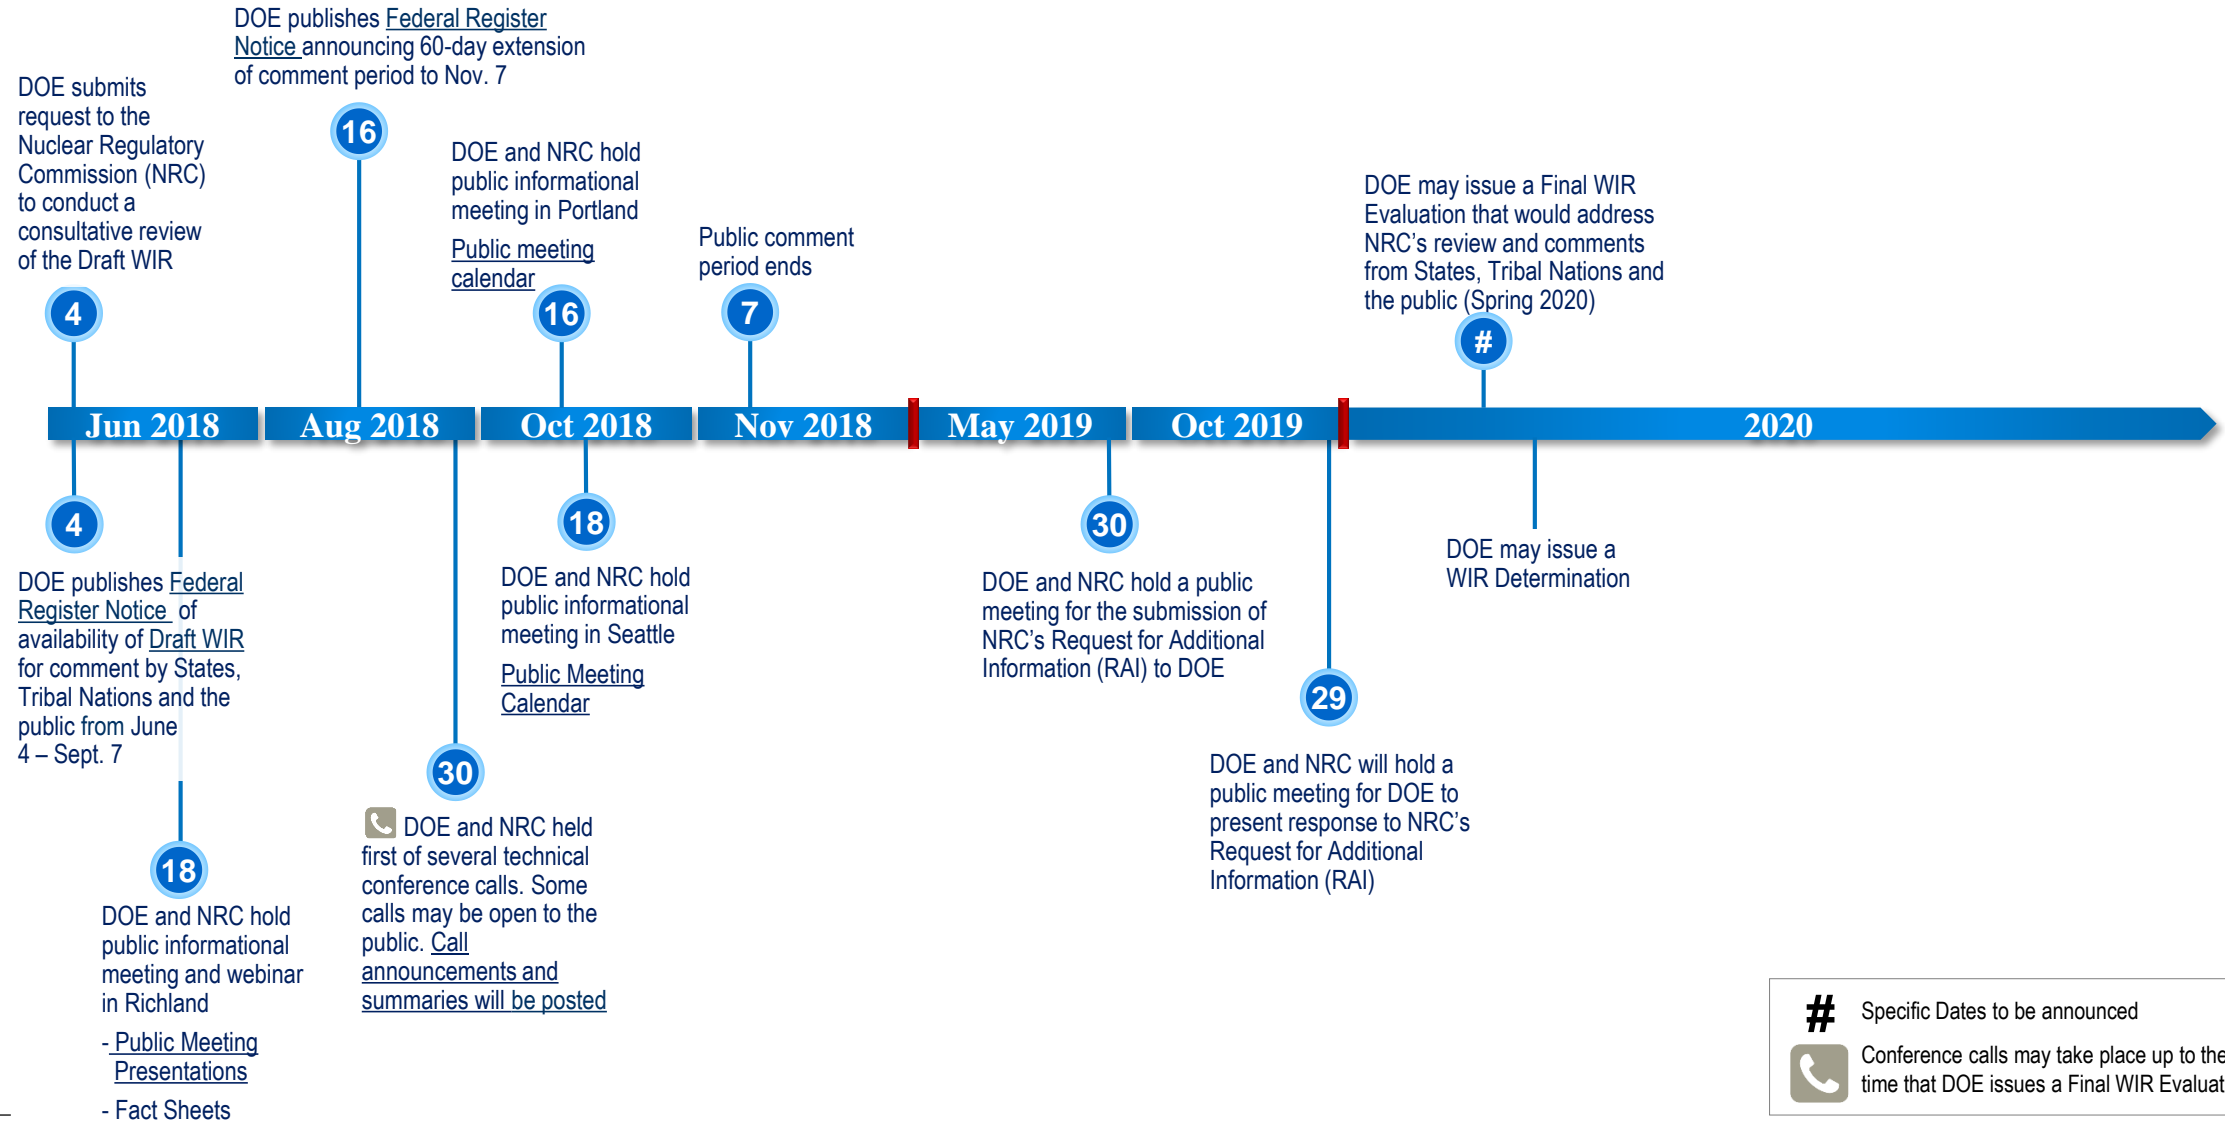 DOE publishes Federal Register
Notice announcing 60-day extension
of comment period to Nov. 7
DOE submits
request to the
Nuclear Regulatory
Commission (NRC)
to conduct a
consultative review
of the Draft WIR
16
DOE and NRC hold
public informational
meeting in Portland
Public meeting
calendar
Public comment
period ends
DOE may issue a Final WIR
Evaluation that would address
NRC's review and comments
from States, Tribal Nations and
the public (Spring 2020)
4
16
7
#
Jun 2018
Aug 2018
Oct 2018
Nov 2018
May 2019
Oct 2019
2020
4
DOE publishes Federal
Register Notice of
availability of Draft WIR
for comment by States,
Tribal Nations and the
public from June
4 – Sept. 7
18
DOE and NRC hold
public informational
meeting and webinar
in Richland
- Public Meeting
Presentations
- Fact Sheets
30
DOE and NRC held
first of several technical
conference calls. Some
calls may be open to the
public. Call
announcements and
summaries will be posted
18
DOE and NRC hold
public informational
meeting in Seattle
Public Meeting
Calendar
30
DOE and NRC hold a public
meeting for the submission of
NRC's Request for Additional
Information (RAI) to DOE
29
DOE and NRC will hold a
public meeting for DOE to
present response to NRC's
Request for Additional
Information (RAI)
DOE may issue a
WIR Determination
# Specific Dates to be announced
Conference calls may take place up to the
time that DOE issues a Final WIR Evaluat